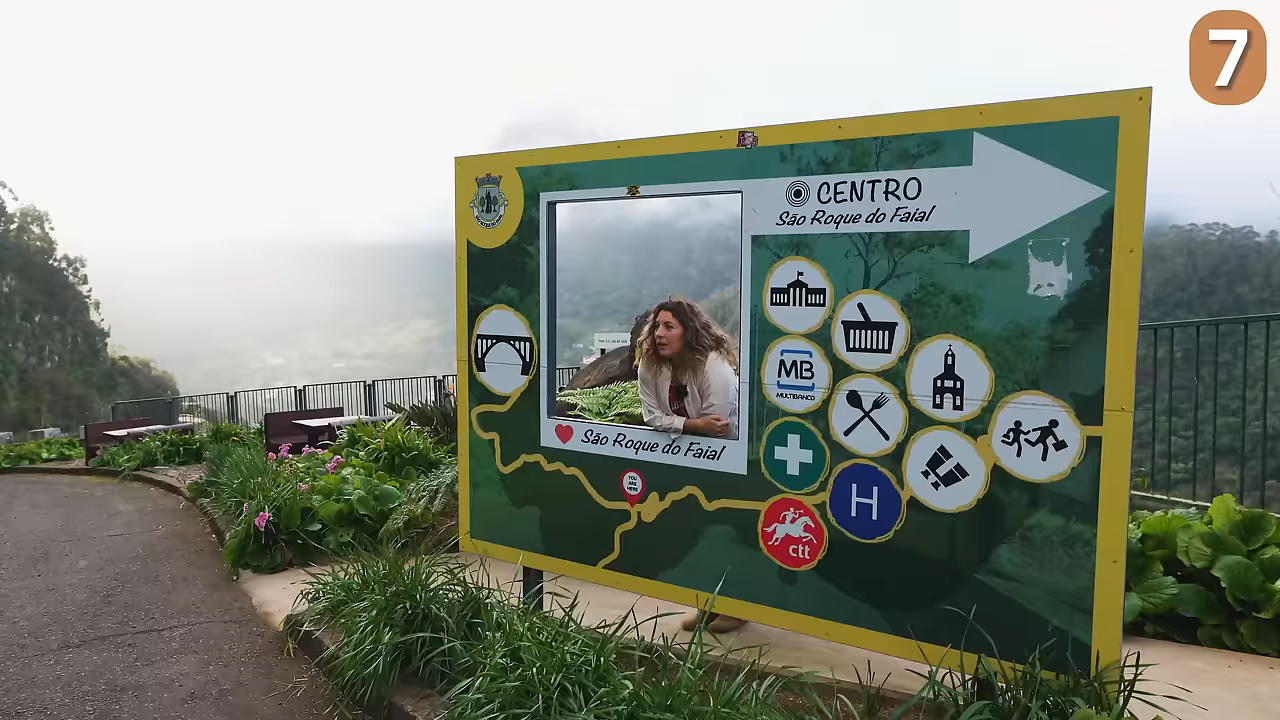 7
CENTRO
São Roque do Faial
MB
MULTIBANCO
São Roque do Faial
YOU
ARE
HERE
H
ctt